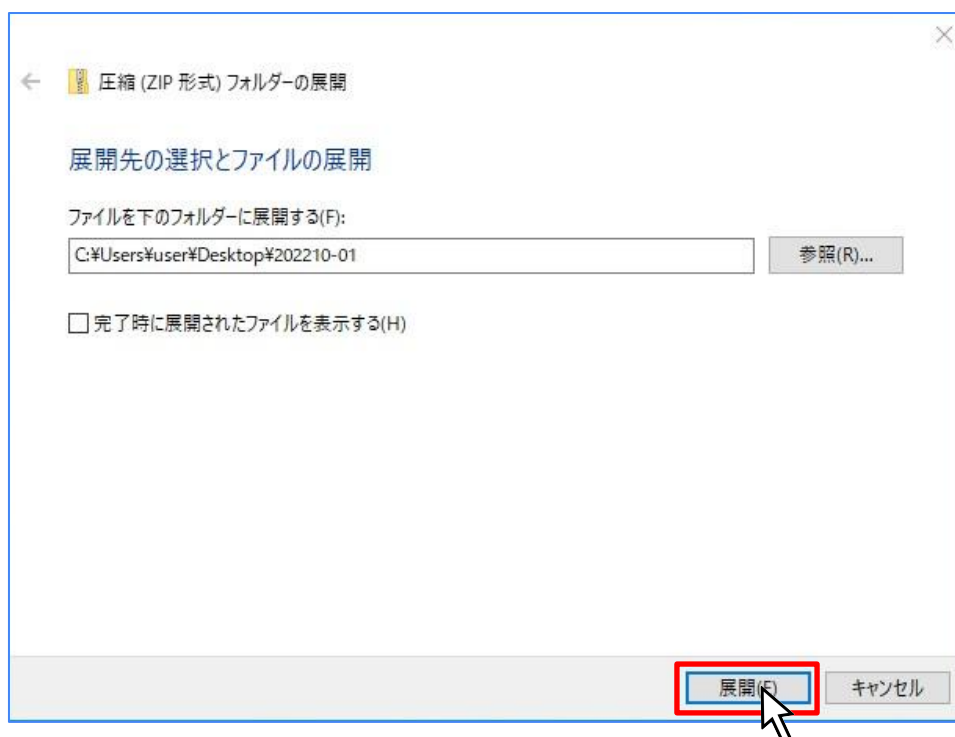 圧縮 (ZIP 形式) フォルダーの展開
展開先の選択とファイルの展開
ファイルを下のフォルダーに展開する(F):
C:¥Users¥user¥Desktop¥202210-01
参照(R)...
完了時に展開されたファイルを表示する(H)
展開(E)
キャンセル